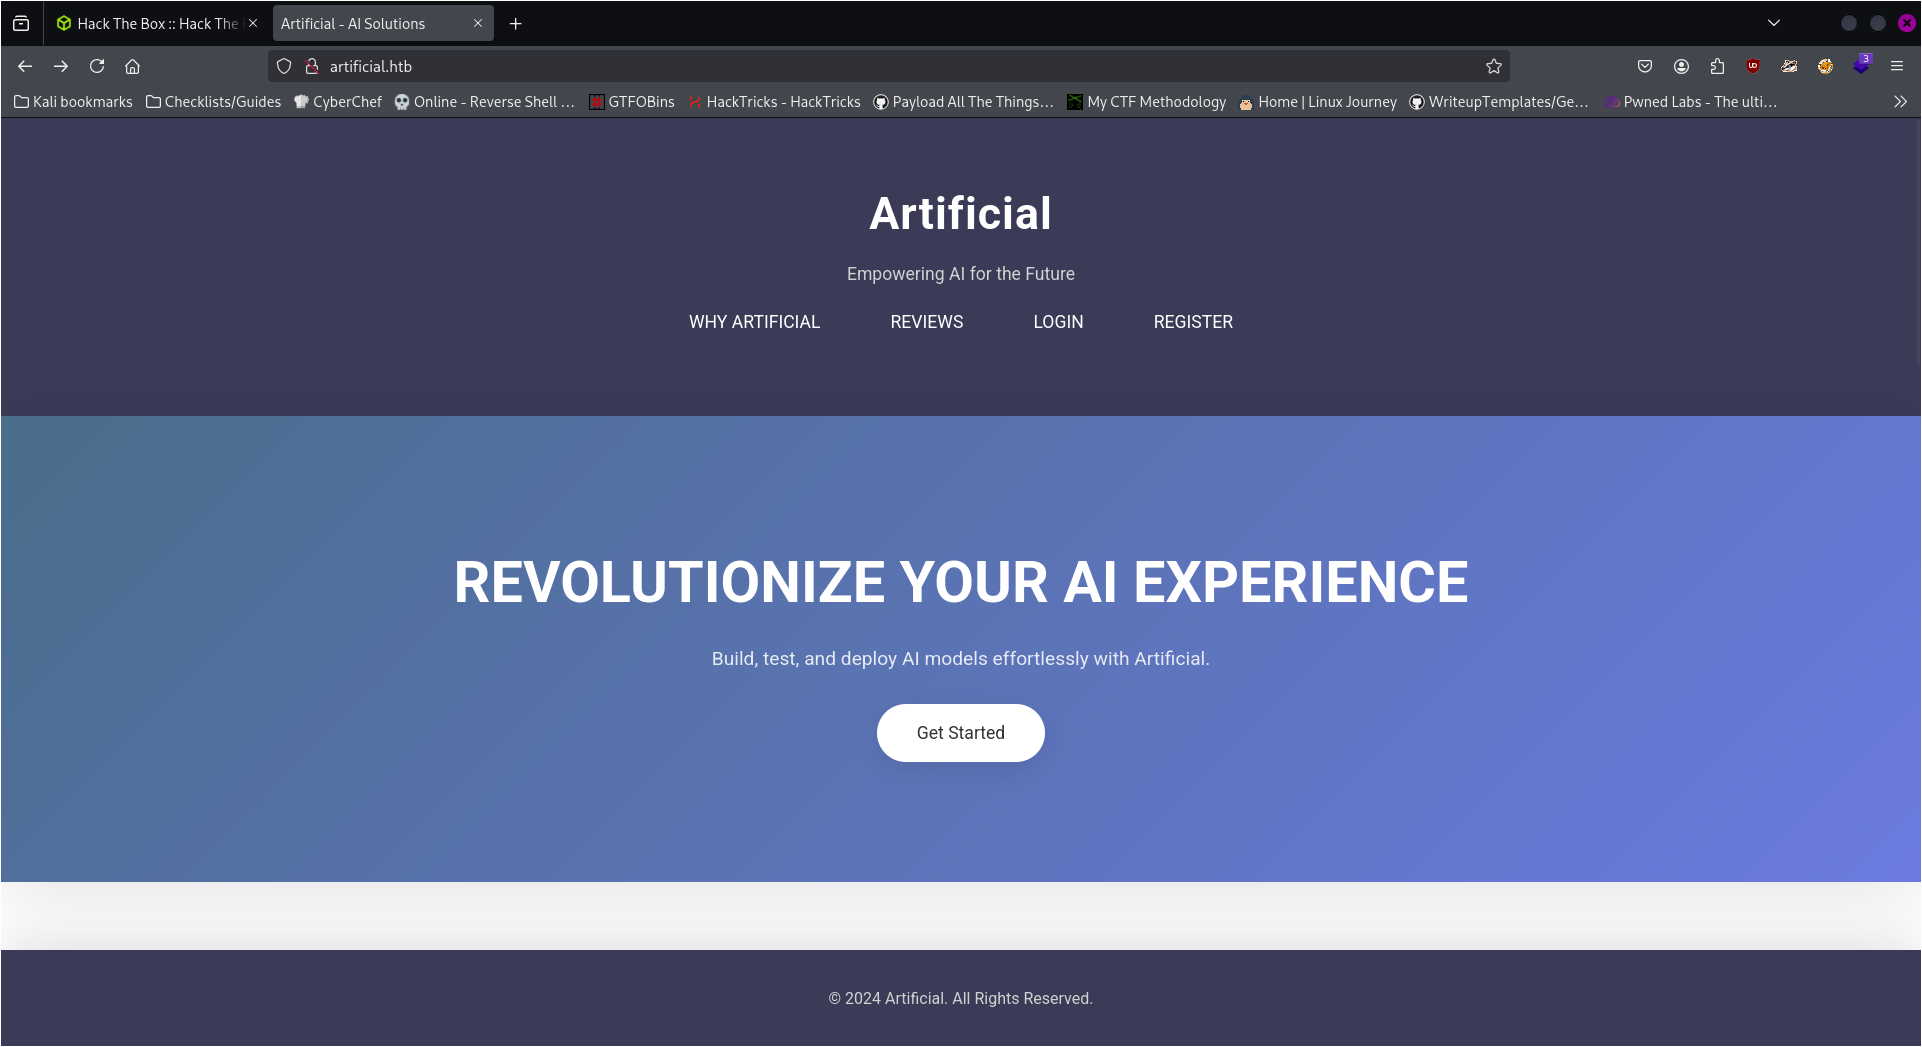 Hack The Box :: Hack The
Artificial - AI Solutions
artificial.htb
3
Kali bookmarks
Checklists/Guides
CyberChef
Online - Reverse Shell …
GTFOBins
HackTricks - HackTricks
Payload All The Things…
My CTF Methodology
Home | Linux Journey
WriteupTemplates/Ge…
Pwned Labs - The ulti…
Artificial
Empowering AI for the Future
WHY ARTIFICIAL
REVIEWS
LOGIN
REGISTER
REVOLUTIONIZE YOUR AI EXPERIENCE
Build, test, and deploy AI models effortlessly with Artificial.
Get Started
© 2024 Artificial. All Rights Reserved.